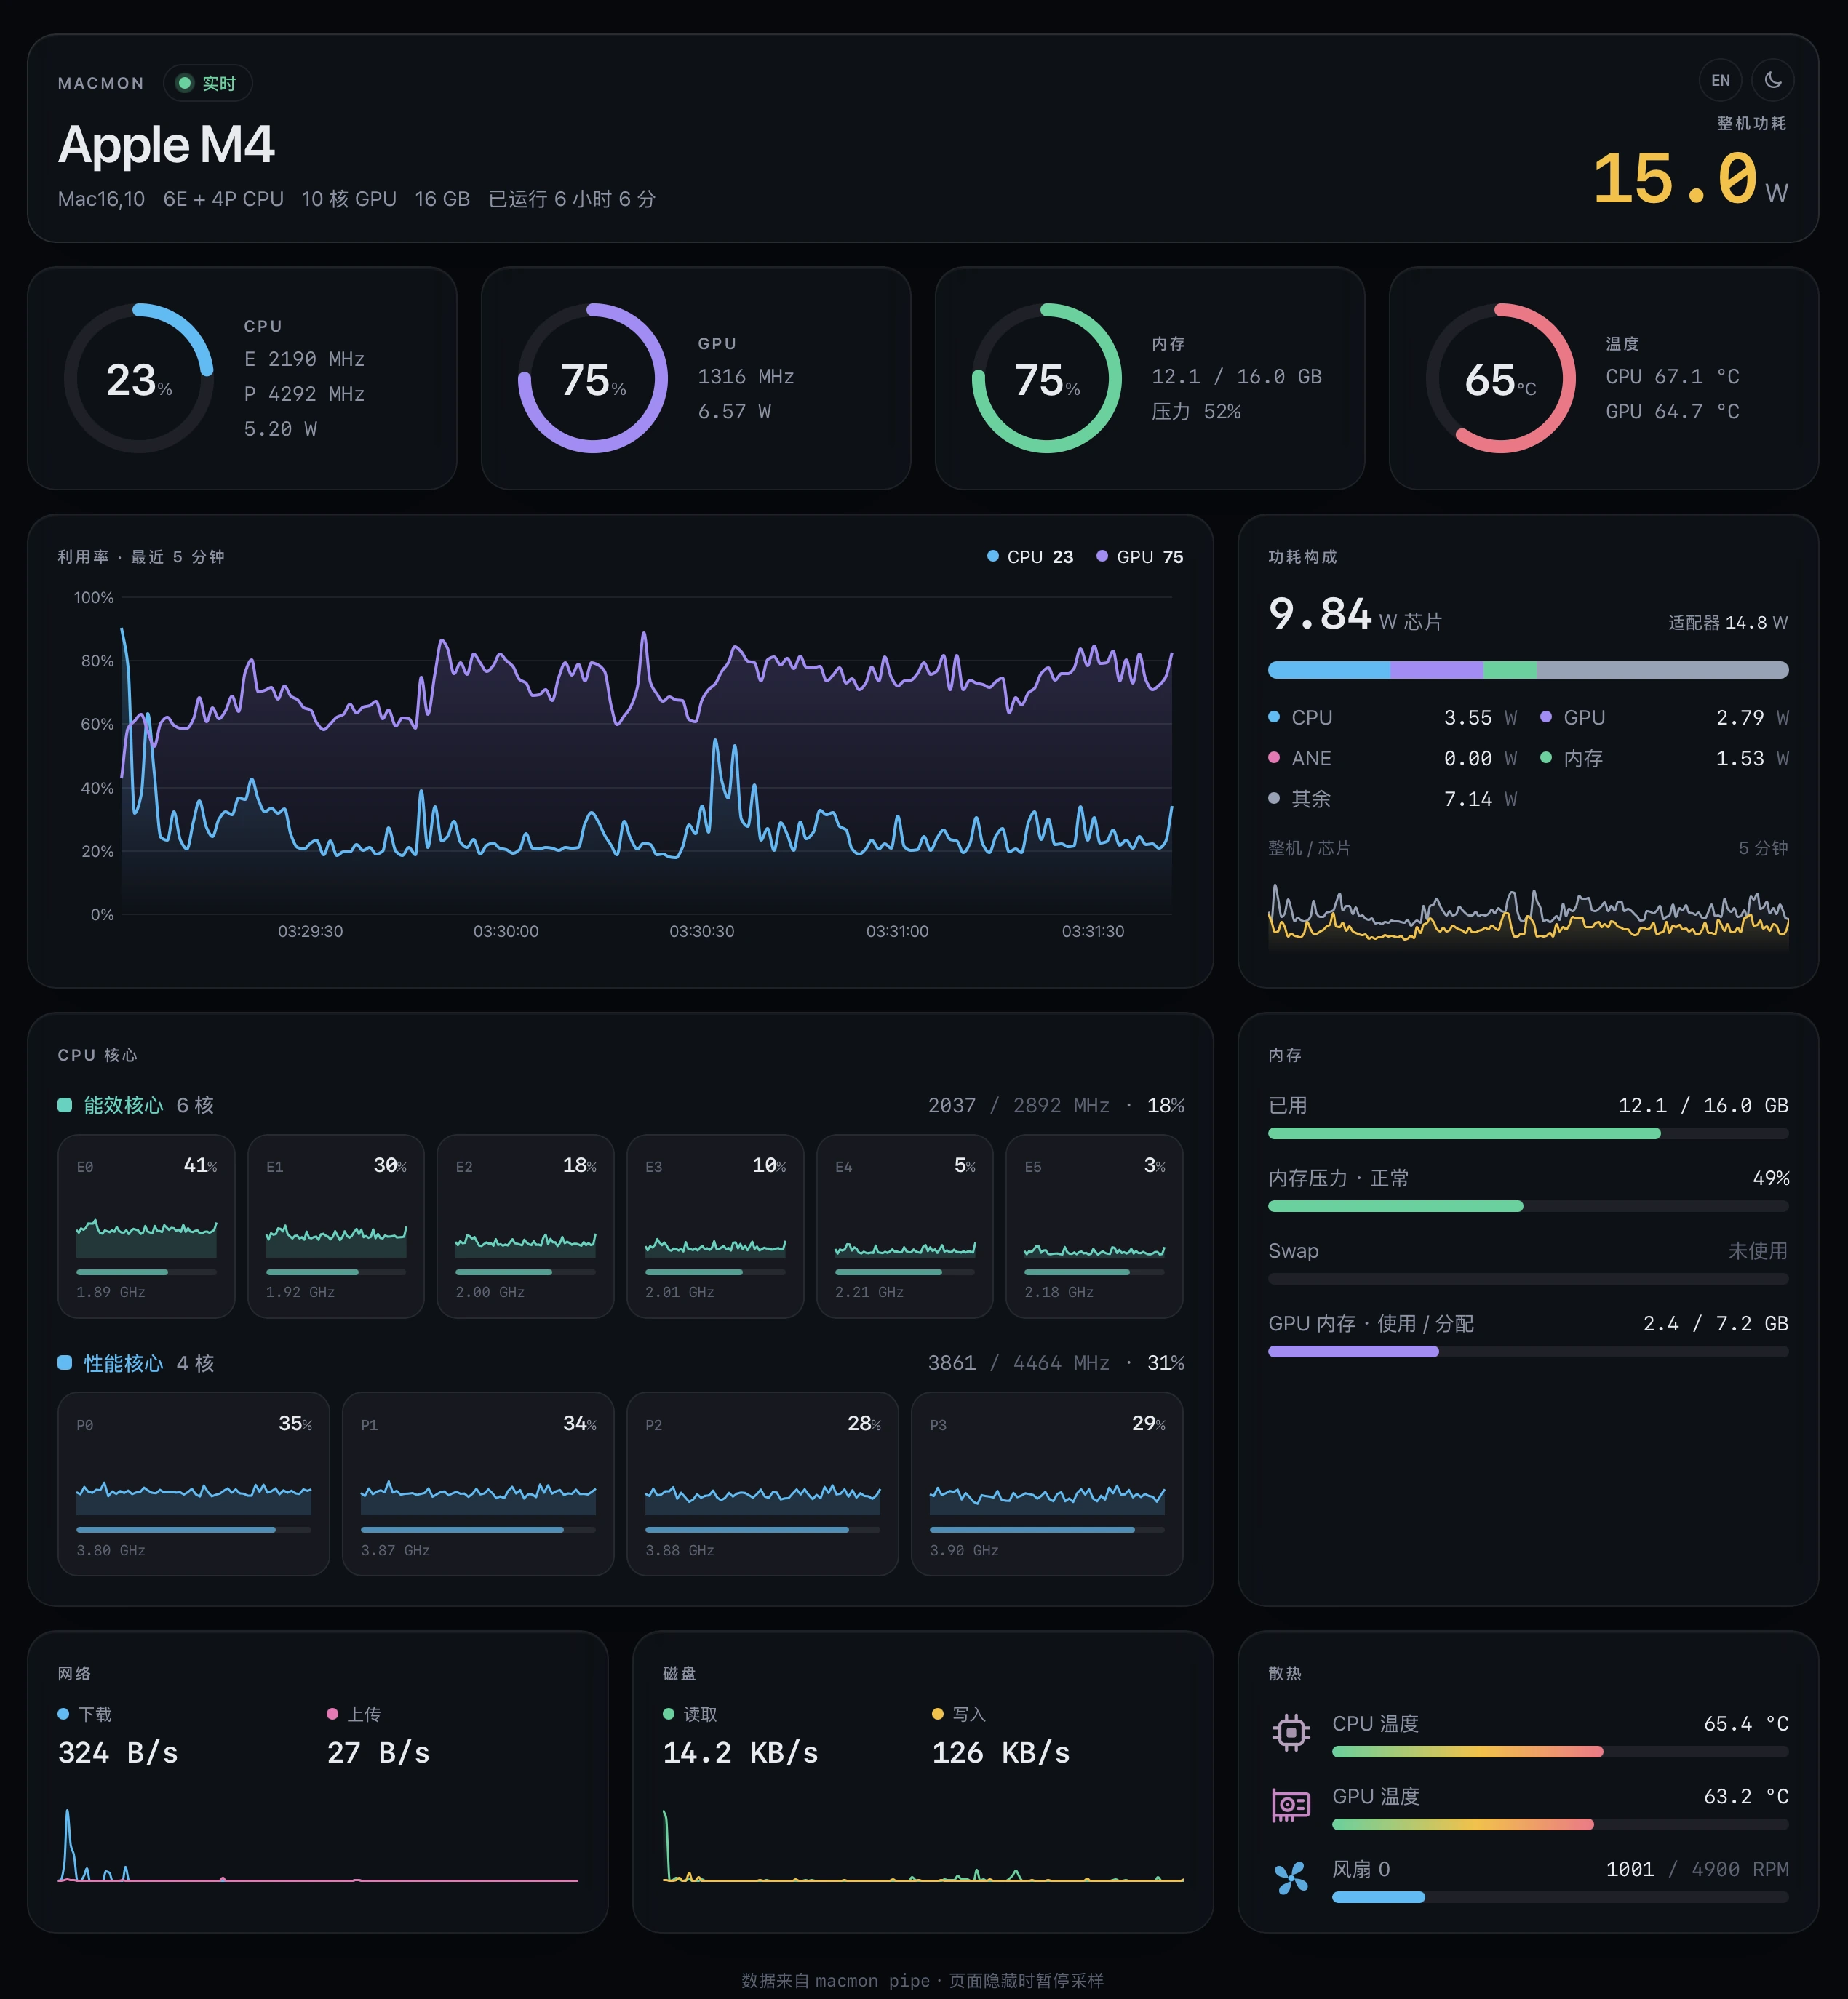 MACMON 实时 EN
Apple M4
Mac16,10 6E + 4P CPU 10 核 GPU 16 GB 已运行 6 小时 6 分
整机功耗
15.0 W
23%
CPU
E 2190 MHz
P 4292 MHz
5.20 W
75%
GPU
1316 MHz
6.57 W
75%
内存
12.1 / 16.0 GB
压力 52%
65°C
温度
CPU 67.1 °C
GPU 64.7 °C
利用率 · 最近 5 分钟
CPU 23 GPU 75
100%
80%
60%
40%
20%
0%
03:29:30 03:30:00 03:30:30 03:31:00 03:31:30
功耗构成
9.84 W 芯片 适配器 14.8 W
CPU 3.55 W GPU 2.79 W
ANE 0.00 W 内存 1.53 W
其余 7.14 W
整机 / 芯片 5 分钟
CPU 核心
能效核心 6 核 2037 / 2892 MHz · 18%
E0 41%
1.89 GHz
E1 30%
1.92 GHz
E2 18%
2.00 GHz
E3 10%
2.01 GHz
E4 5%
2.21 GHz
E5 3%
2.18 GHz
性能核心 4 核 3861 / 4464 MHz · 31%
P0 35%
3.80 GHz
P1 34%
3.87 GHz
P2 28%
3.88 GHz
P3 29%
3.90 GHz
内存
已用 12.1 / 16.0 GB
内存压力 · 正常 49%
Swap 未使用
GPU 内存 · 使用 / 分配 2.4 / 7.2 GB
网络
下载 上传
324 B/s 27 B/s
磁盘
读取 写入
14.2 KB/s 126 KB/s
散热
CPU 温度 65.4 °C
GPU 温度 63.2 °C
风扇 0 1001 / 4900 RPM
数据来自 macmon pipe · 页面隐藏时暂停采样